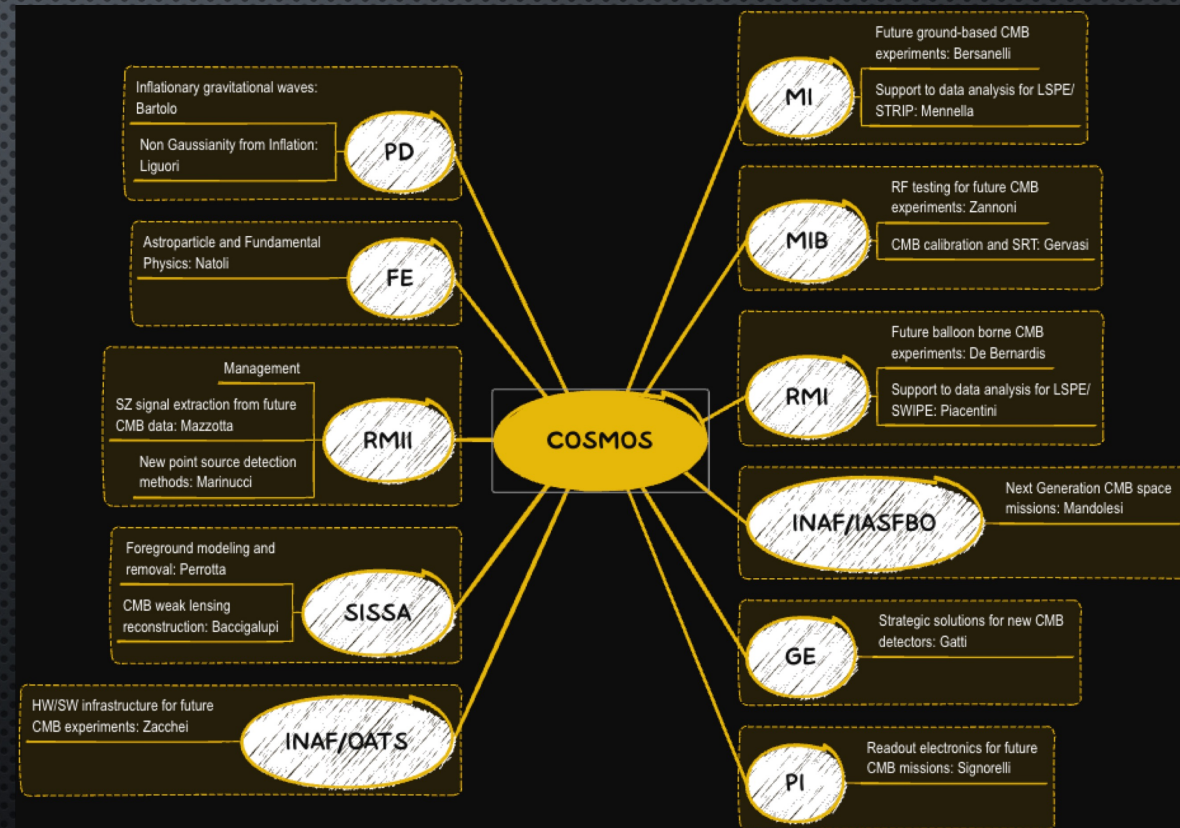 Inflationary gravitational waves:
Bartolo
Non Gaussianity from Inflation:
Liguori
PD
Astroparticle and Fundamental
Physics: Natoli
FE
Management
SZ signal extraction from future
CMB data: Mazzotta
New point source detection
methods: Marinucci
RMII
Foreground modeling and
removal: Perrotta
CMB weak lensing
reconstruction: Baccigalupi
SISSA
HW/SW infrastructure for future
CMB experiments: Zacchei
INAF/OATS
COSMOS
MI
Future ground-based CMB
experiments: Bersanelli
Support to data analysis for LSPE/
STRIP: Mennella
MIB
RF testing for future CMB
experiments: Zannoni
CMB calibration and SRT: Gervasi
RMI
Future balloon borne CMB
experiments: De Bernardis
Support to data analysis for LSPE/
SWIPE: Piacentini
INAF/IASFBO
Next Generation CMB space
missions: Mandolesi
GE
Strategic solutions for new CMB
detectors: Gatti
PI
Readout electronics for future
CMB missions: Signorelli